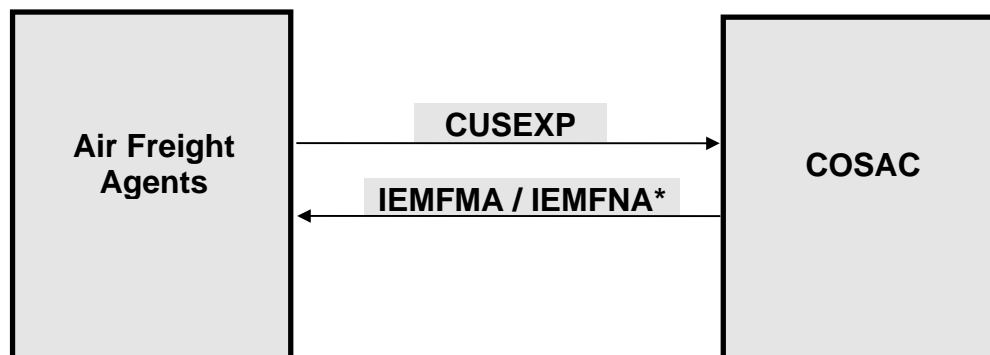 Air Freight
Agents
CUSEXP
IEMFMA / IEMFNA*
COSAC